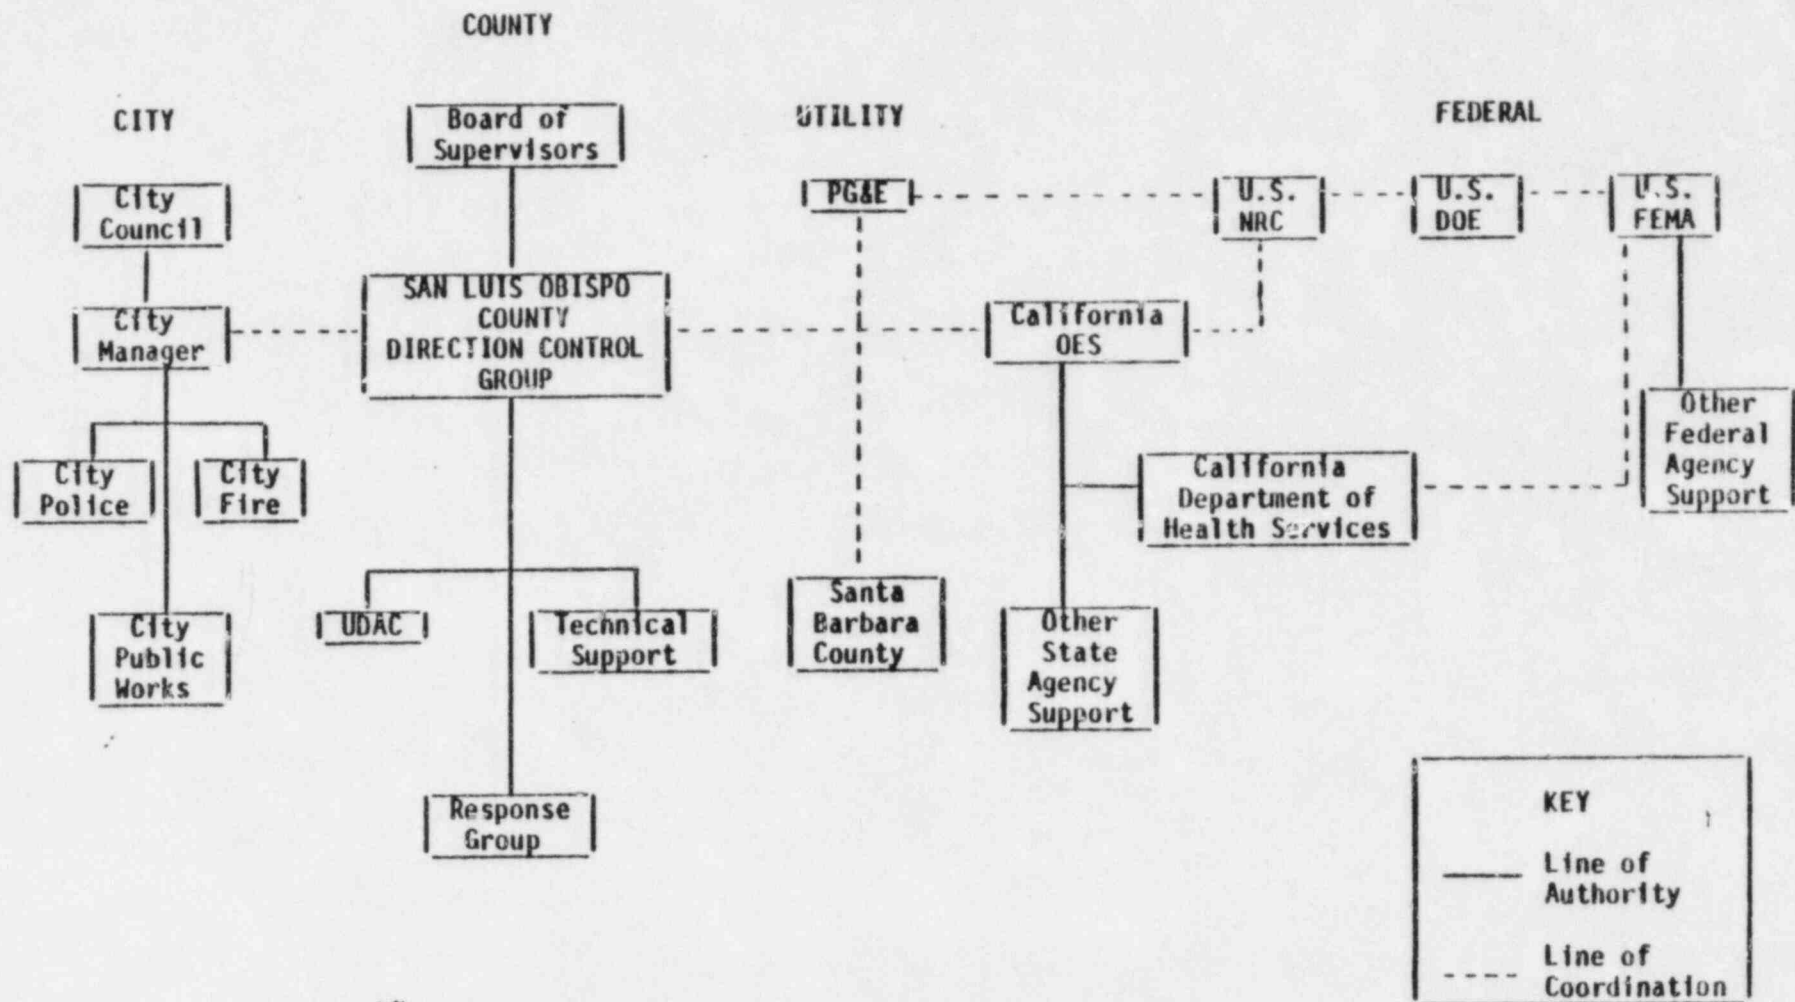 COUNTY
CITY
UTILITY
FEDERAL
Board of
Supervisors
City
Council
PG&E
U.S.
NRC
U.S.
DOE
U.S.
FEMA
City
Manager
SAN LUIS OBISPO
COUNTY
DIRECTION CONTROL
GROUP
California
OES
Other
Federal
Agency
Support
City
Police
City
Fire
California
Department of
Health Services
City
Public
Works
UDAC
Technical
Support
Santa
Barbara
County
Other
State
Agency
Support
Response
Group
KEY
Line of
Authority
Line of
Coordination